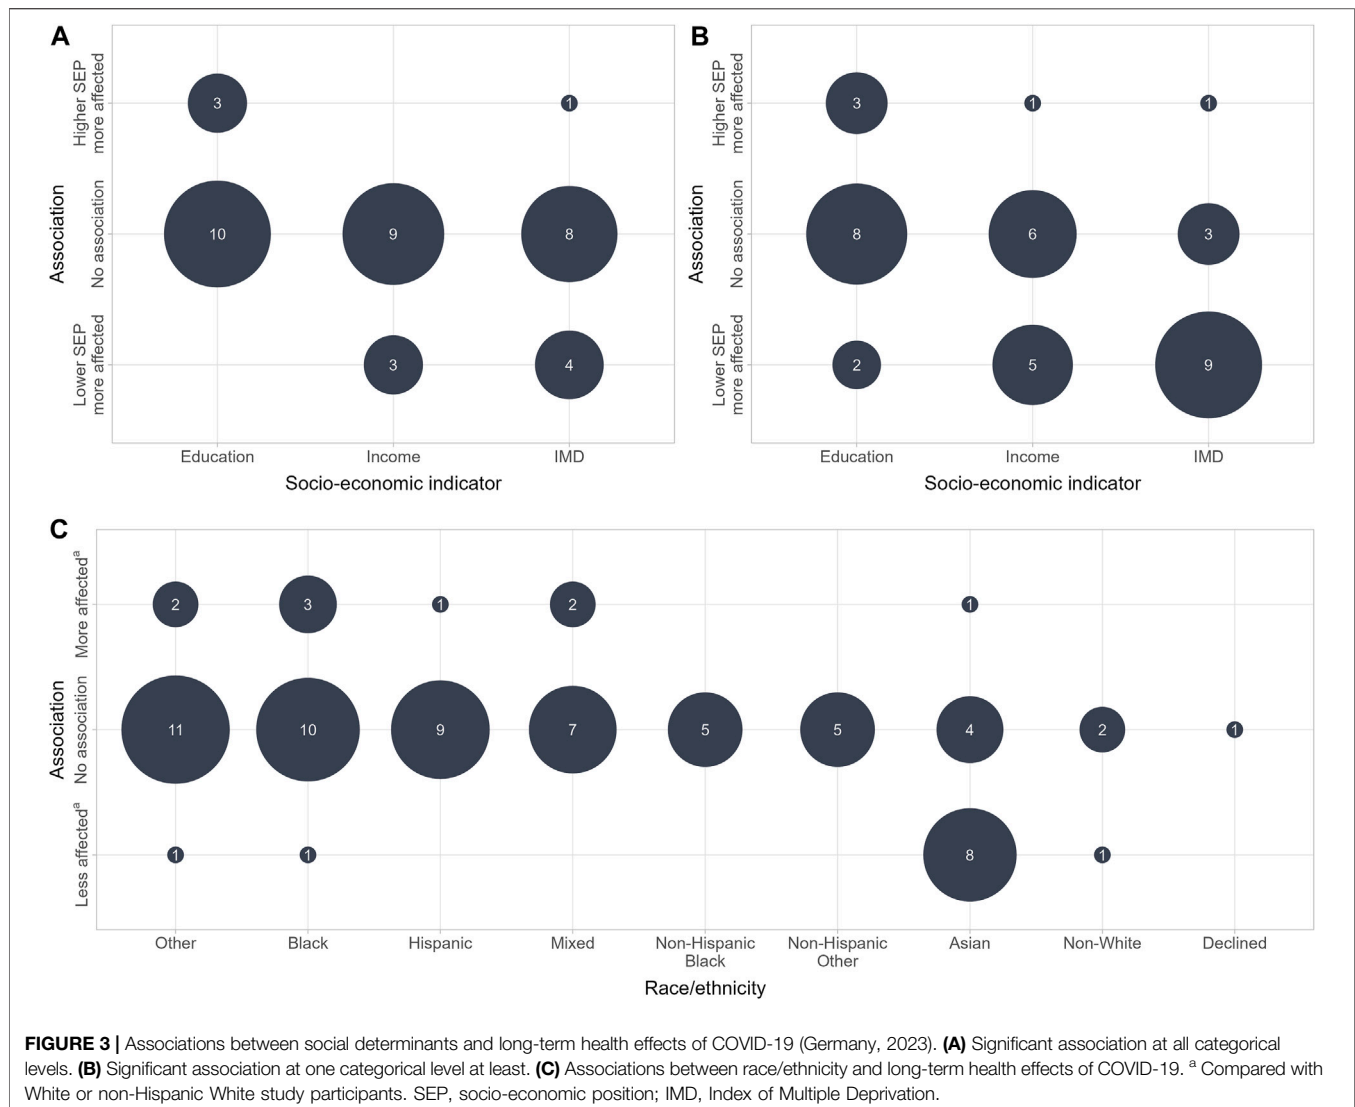 A
B
Higher SEP
more affected
No association
Lower SEP
more affected
Association
3
1
10
9
8
3
4
Education
Income
IMD
Socio-economic indicator
Higher SEP
more affected
No association
Lower SEP
more affected
Association
3
1
1
8
6
3
2
5
9
Education
Income
IMD
Socio-economic indicator
C
More affectedᵃ
No association
Less affectedᵃ
Association
2
3
1
2
1
11
10
9
7
5
5
4
2
1
1
1
8
1
Other
Black
Hispanic
Mixed
Non-Hispanic
Black
Non-Hispanic
Other
Asian
Non-White
Declined
Race/ethnicity
FIGURE 3 | Associations between social determinants and long-term health effects of COVID-19 (Germany, 2023). (A) Significant association at all categorical
levels. (B) Significant association at one categorical level at least. (C) Associations between race/ethnicity and long-term health effects of COVID-19. ᵃ Compared with
White or non-Hispanic White study participants. SEP, socio-economic position; IMD, Index of Multiple Deprivation.